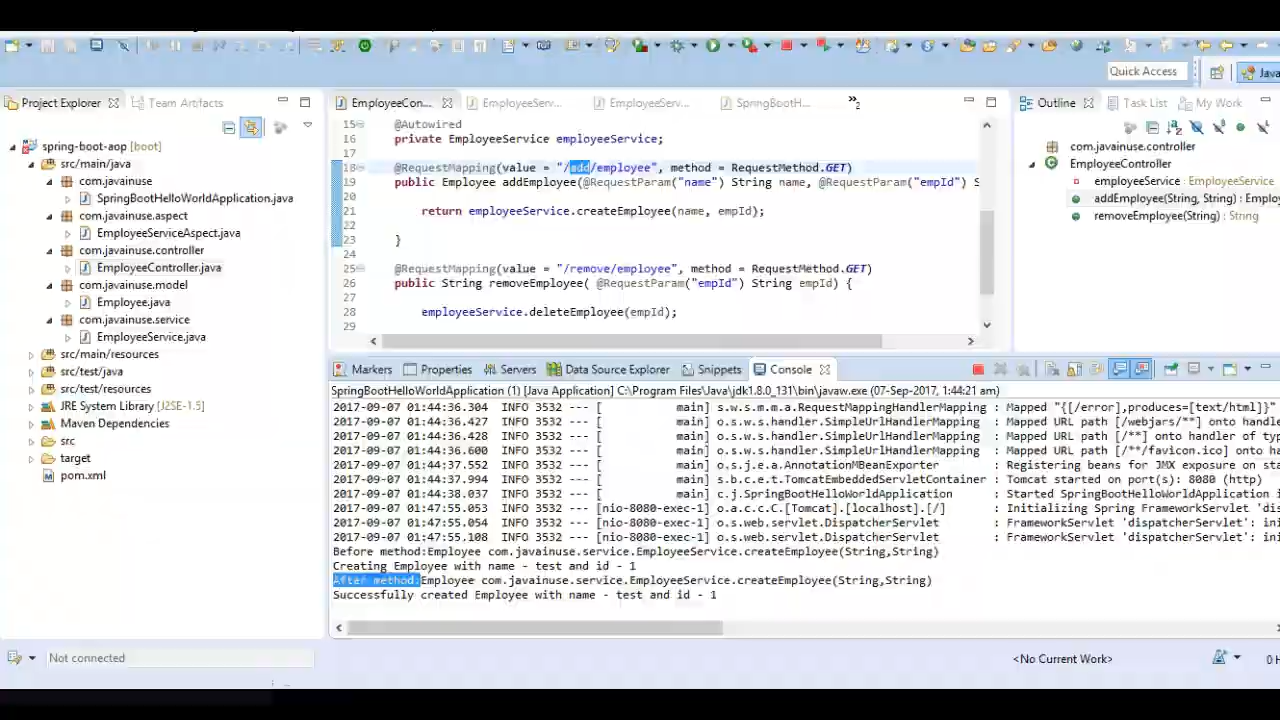 Quick Access
Java
Project Explorer
Team Artifacts
EmployeeCon...
EmployeeServ...
EmployeeServ...
SpringBootH...
»2
Outline
Task List
My Work
spring-boot-aop [boot]
src/main/java
com.javainuse
SpringBootHelloWorldApplication.java
com.javainuse.aspect
EmployeeServiceAspect.java
com.javainuse.controller
EmployeeController.java
com.javainuse.model
Employee.java
com.javainuse.service
EmployeeService.java
src/main/resources
src/test/java
src/test/resources
JRE System Library [J2SE-1.5]
Maven Dependencies
src
target
pom.xml
15 @Autowired
16 private EmployeeService employeeService;
17
18 @RequestMapping(value = "/add/employee", method = RequestMethod.GET)
19 public Employee addEmployee(@RequestParam("name") String name, @RequestParam("empId") S
20
21 return employeeService.createEmployee(name, empId);
22
23 }
24
25 @RequestMapping(value = "/remove/employee", method = RequestMethod.GET)
26 public String removeEmployee( @RequestParam("empId") String empId) {
27
28 employeeService.deleteEmployee(empId);
29
com.javainuse.controller
EmployeeController
employeeService : EmployeeService
addEmployee(String, String) : Employ
removeEmployee(String) : String
Markers
Properties
Servers
Data Source Explorer
Snippets
Console
SpringBootHelloWorldApplication (1) [Java Application] C:\Program Files\Java\jdk1.8.0_131\bin\javaw.exe (07-Sep-2017, 1:44:21 am)
2017-09-07 01:44:36.304 INFO 3532 --- [ main] s.w.s.m.m.a.RequestMappingHandlerMapping : Mapped "{[/error],produces=[text/html]}"
2017-09-07 01:44:36.427 INFO 3532 --- [ main] o.s.w.s.handler.SimpleUrlHandlerMapping : Mapped URL path [/webjars/**] onto handle
2017-09-07 01:44:36.428 INFO 3532 --- [ main] o.s.w.s.handler.SimpleUrlHandlerMapping : Mapped URL path [/**] onto handler of typ
2017-09-07 01:44:36.600 INFO 3532 --- [ main] o.s.w.s.handler.SimpleUrlHandlerMapping : Mapped URL path [/**/favicon.ico] onto ha
2017-09-07 01:44:37.552 INFO 3532 --- [ main] o.s.j.e.a.AnnotationMBeanExporter : Registering beans for JMX exposure on sta
2017-09-07 01:44:37.994 INFO 3532 --- [ main] s.b.c.e.t.TomcatEmbeddedServletContainer : Tomcat started on port(s): 8080 (http)
2017-09-07 01:44:38.037 INFO 3532 --- [ main] c.j.SpringBootHelloWorldApplication : Started SpringBootHelloWorldApplication i
2017-09-07 01:47:55.053 INFO 3532 --- [nio-8080-exec-1] o.a.c.c.C.[Tomcat].[localhost].[/] : Initializing Spring FrameworkServlet 'dis
2017-09-07 01:47:55.054 INFO 3532 --- [nio-8080-exec-1] o.s.web.servlet.DispatcherServlet : FrameworkServlet 'dispatcherServlet': ini
2017-09-07 01:47:55.108 INFO 3532 --- [nio-8080-exec-1] o.s.web.servlet.DispatcherServlet : FrameworkServlet 'dispatcherServlet': ini
Before method:Employee com.javainuse.service.EmployeeService.createEmployee(String,String)
Creating Employee with name - test and id - 1
After method:Employee com.javainuse.service.EmployeeService.createEmployee(String,String)
Successfully created Employee with name - test and id - 1
Not connected
<No Current Work>
0